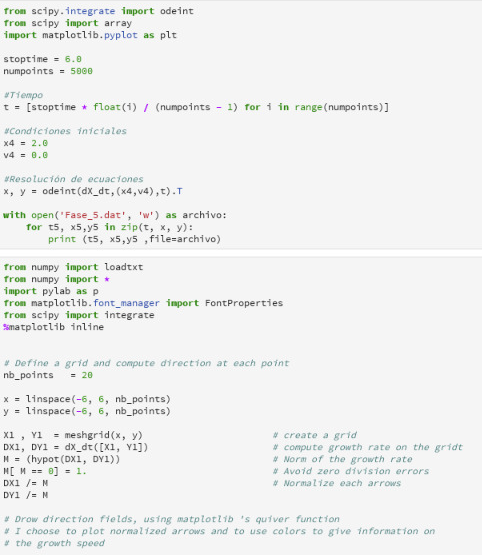 from scipy.integrate import odeint
from scipy import array
import matplotlib.pyplot as plt

stoptime = 6.0
numpoints = 5000

#Tiempo
t = [stoptime * float(i) / (numpoints - 1) for i in range(numpoints)]

#Condiciones iniciales
x4 = 2.0
v4 = 0.0

#Resolución de ecuaciones
x, y = odeint(dX_dt,(x4,v4),t).T

with open('Fase_5.dat', 'w') as archivo:
    for t5, x5,y5 in zip(t, x, y):
        print (t5, x5,y5 ,file=archivo)

from numpy import loadtxt
from numpy import *
import pylab as p
from matplotlib.font_manager import FontProperties
from scipy import integrate
%matplotlib inline


# Define a grid and compute direction at each point
nb_points   = 20

x = linspace(-6, 6, nb_points)
y = linspace(-6, 6, nb_points)

X1 , Y1  = meshgrid(x, y)                       # create a grid
DX1, DY1 = dX_dt([X1, Y1])                      # compute growth rate on the gridt
M = (hypot(DX1, DY1))                           # Norm of the growth rate
M[ M == 0] = 1.                                 # Avoid zero division errors
DX1 /= M                                        # Normalize each arrows
DY1 /= M

# Drow direction fields, using matplotlib 's quiver function
# I choose to plot normalized arrows and to use colors to give information on
# the growth speed